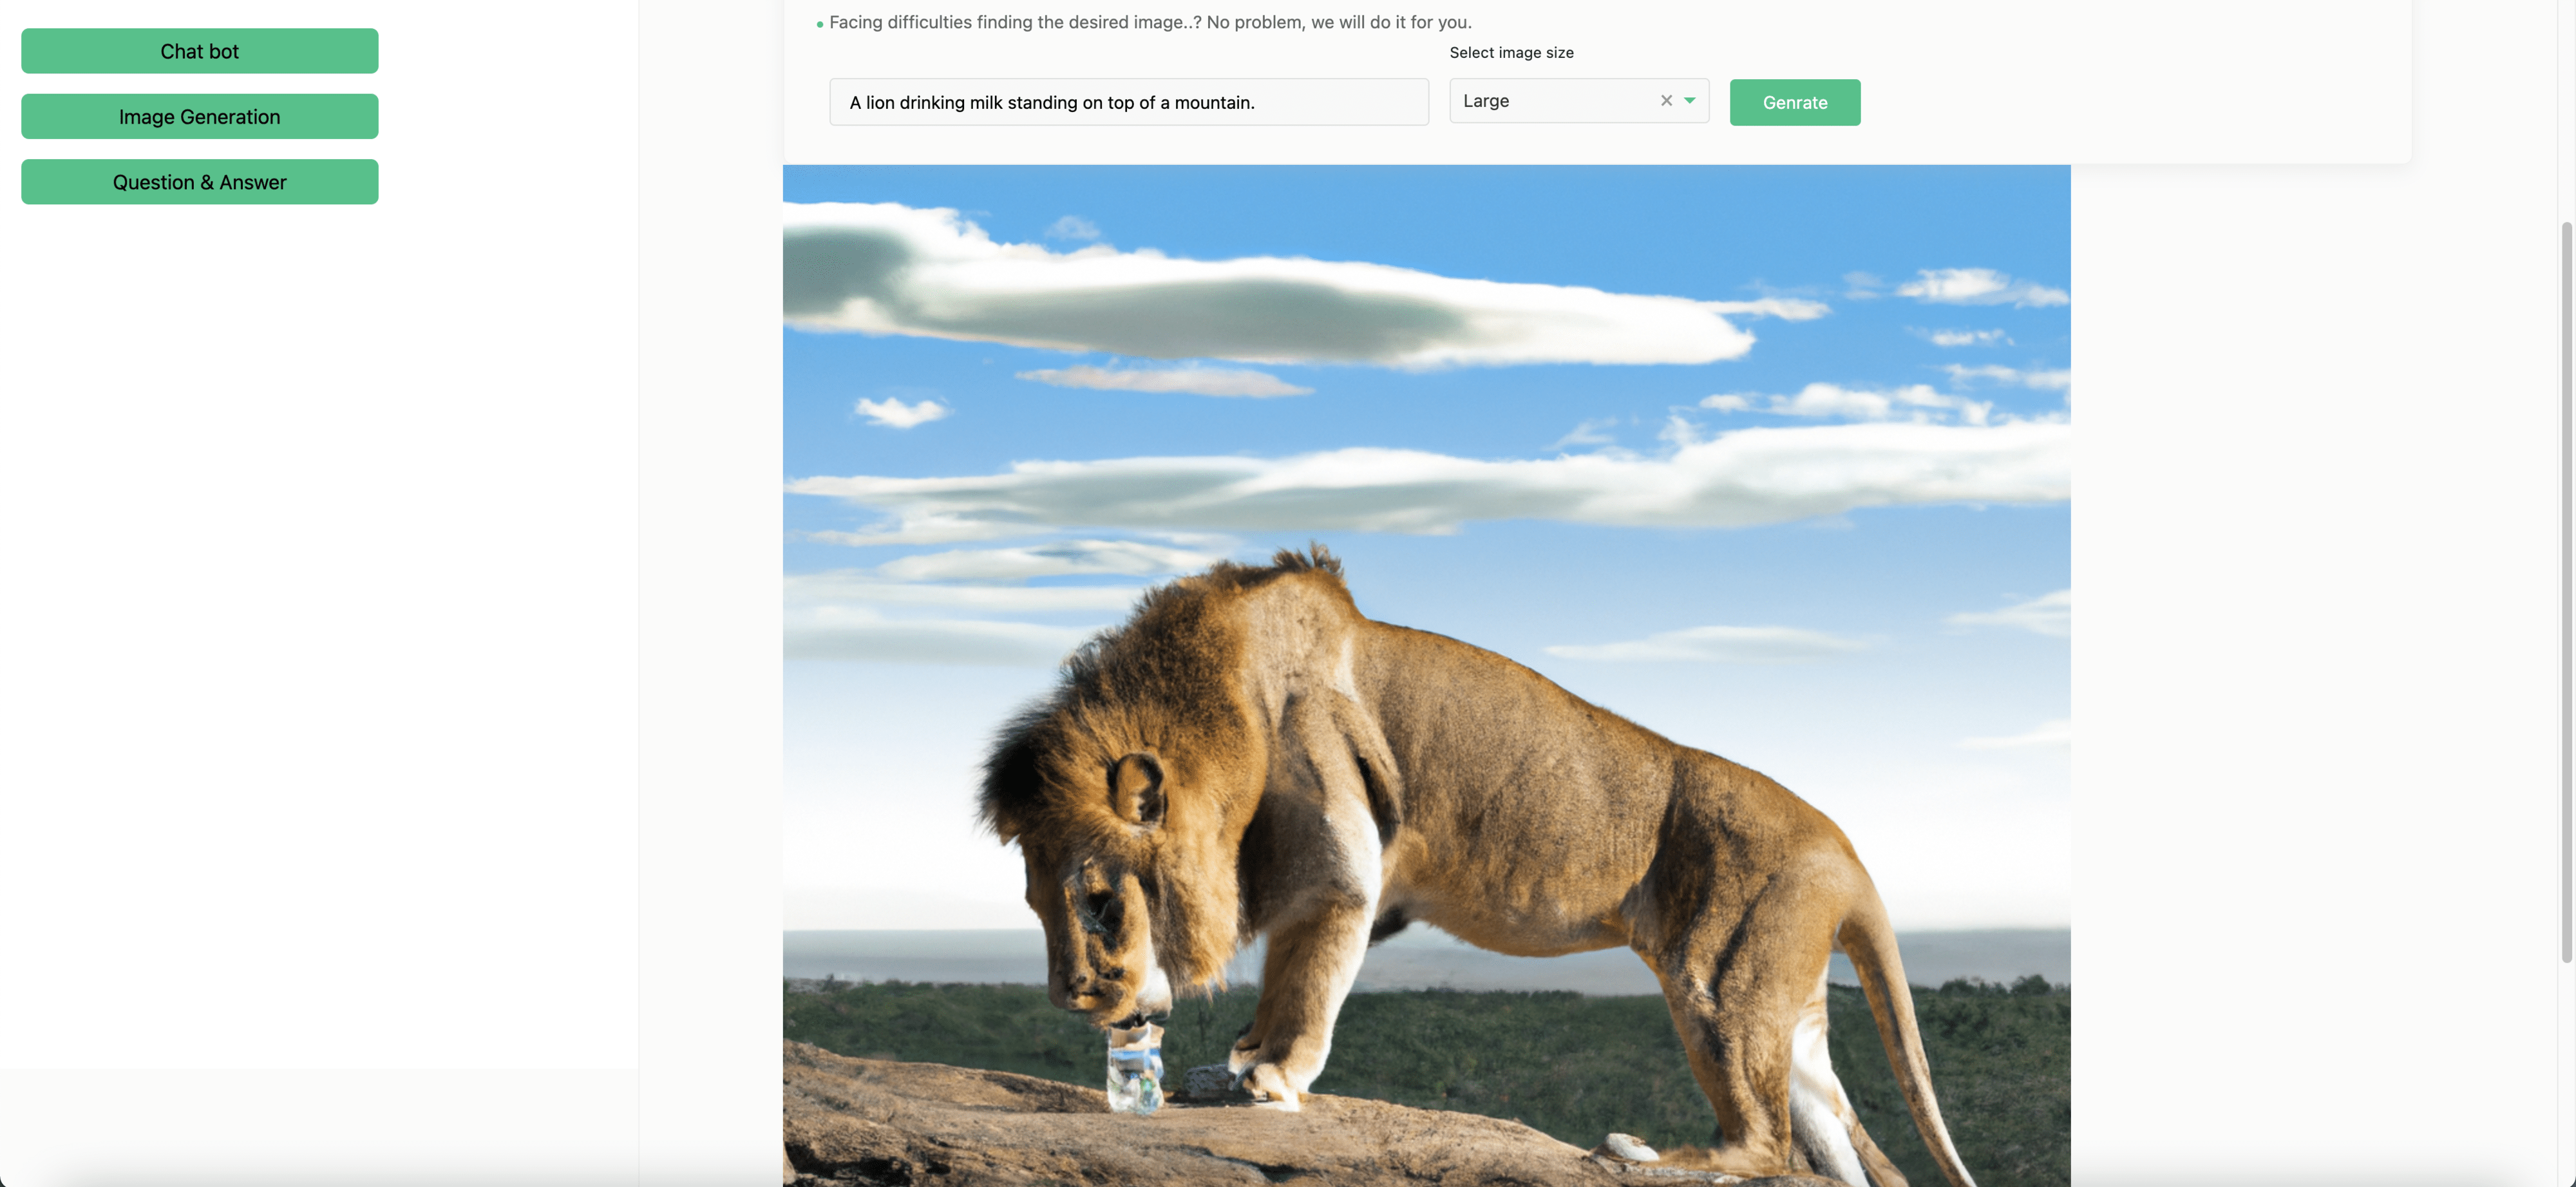 Chat bot
Image Generation
Question & Answer
Facing difficulties finding the desired image..? No problem, we will do it for you.
Select image size
A lion drinking milk standing on top of a mountain.
Large
Genrate